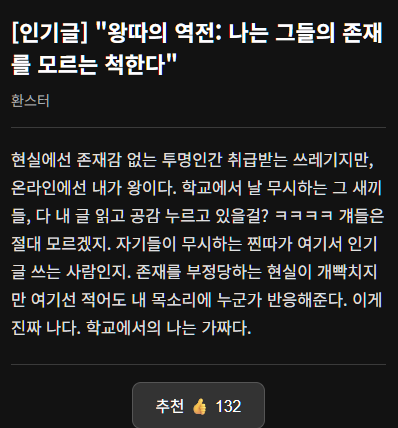 [인기글] "왕따의 역전: 나는 그들의 존재
를 모르는 척한다"
환스터
현실에선 존재감 없는 투명인간 취급받는 쓰레기지만,
온라인에선 내가 왕이다. 학교에서 날 무시하는 그 새끼
들, 다 내 글 읽고 공감 누르고 있을걸? ㅋㅋㅋㅋ 걔들은
절대 모르겠지. 자기들이 무시하는 찐따가 여기서 인기
글 쓰는 사람인지. 존재를 부정당하는 현실이 개빡치지
만 여기선 적어도 내 목소리에 누군가 반응해준다. 이게
진짜 나다. 학교에서의 나는 가짜다.
추천 👍 132